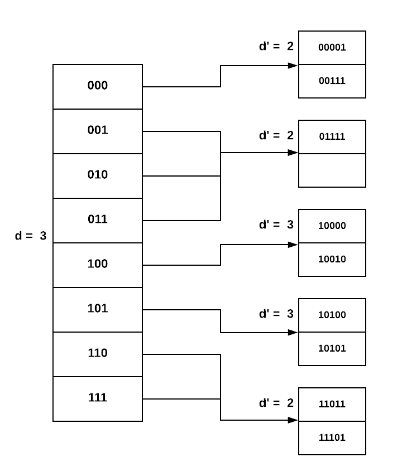 d' = 2
00001
00111
000
001
d' = 2
01111
010
011
d = 3
d' = 3
10000
10010
100
101
d' = 3
10100
10101
110
111
d' = 2
11011
11101